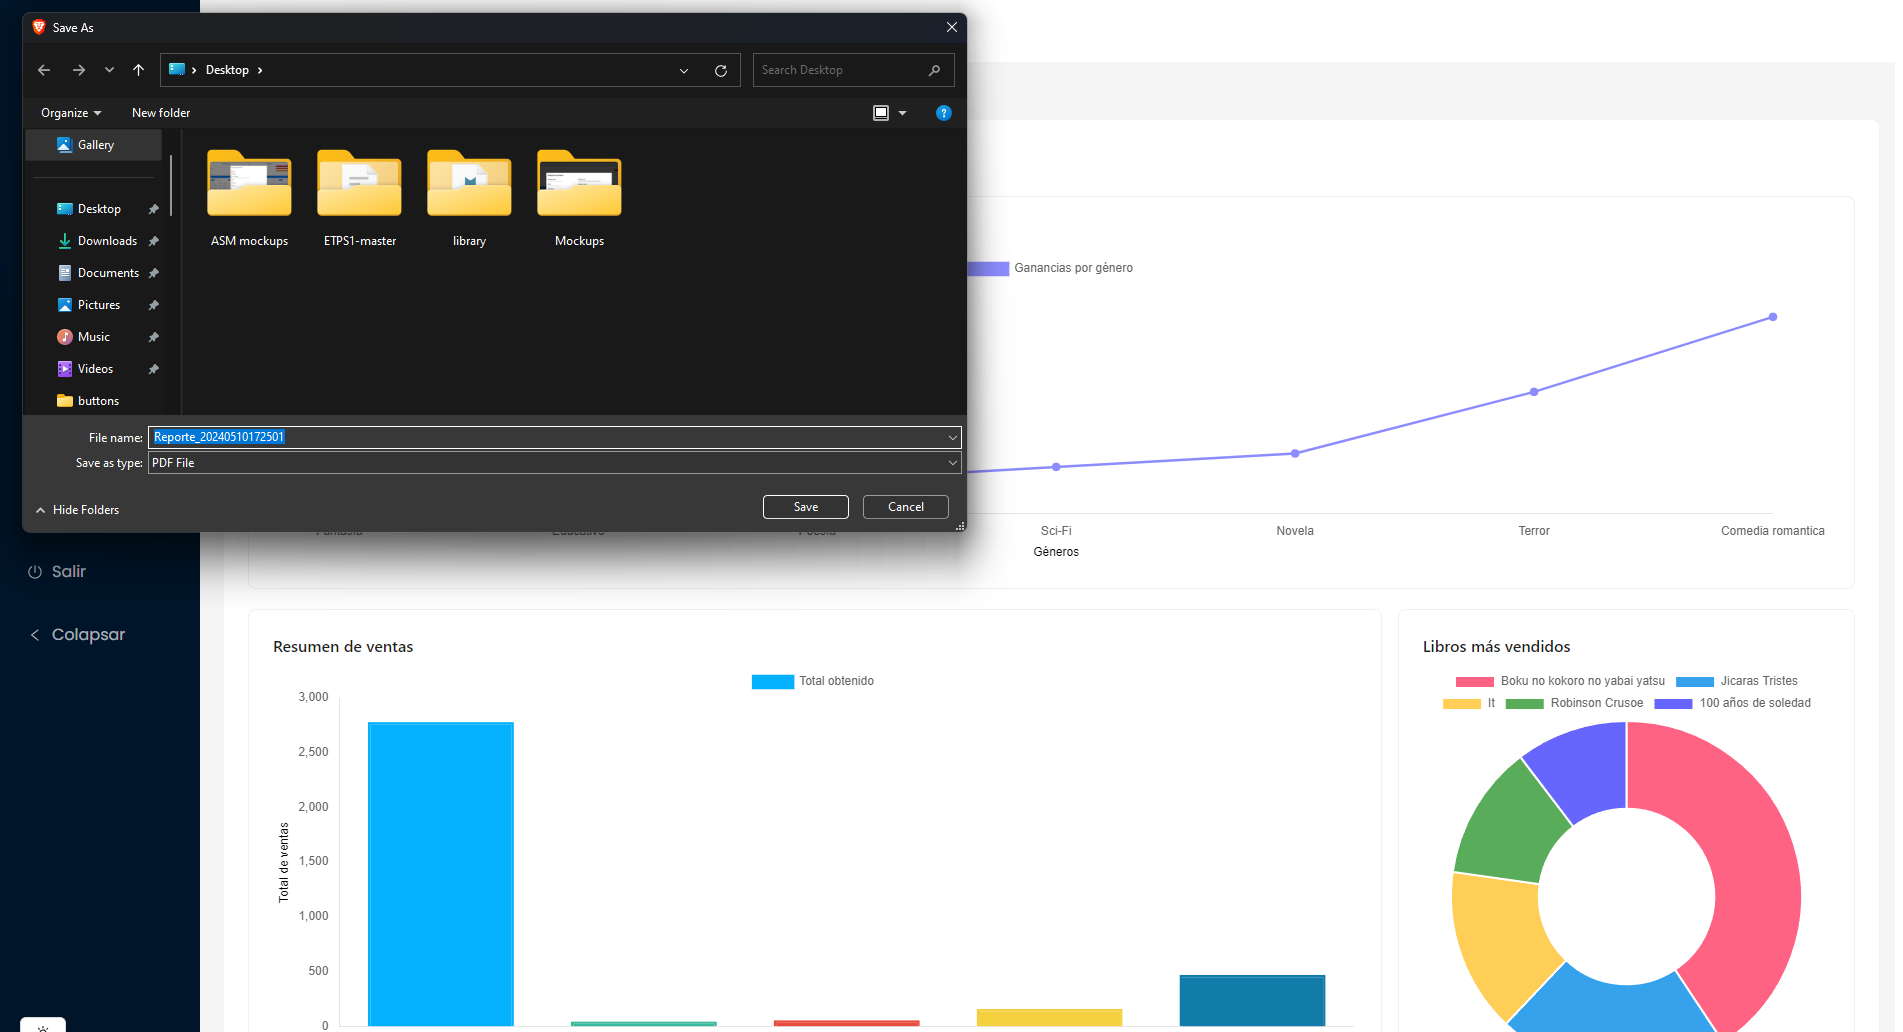 Save As
Desktop
Search Desktop
Organize
New folder
Gallery
Desktop
Downloads
Documents
Pictures
Music
Videos
buttons
ASM mockups
ETPS1-master
library
Mockups
File name: Reporte_20240510172501
Save as type: PDF File
Hide Folders
Save
Cancel
Salir
Colapsar
Ganancias por género
Fantasía
Educativo
Poesía
Sci-Fi
Novela
Terror
Comedia romantica
Géneros
Resumen de ventas
Total obtenido
3,000
2,500
2,000
1,500
1,000
500
0
Total de ventas
Libros más vendidos
Boku no kokoro no yabai yatsu
Jicaras Tristes
It
Robinson Crusoe
100 años de soledad